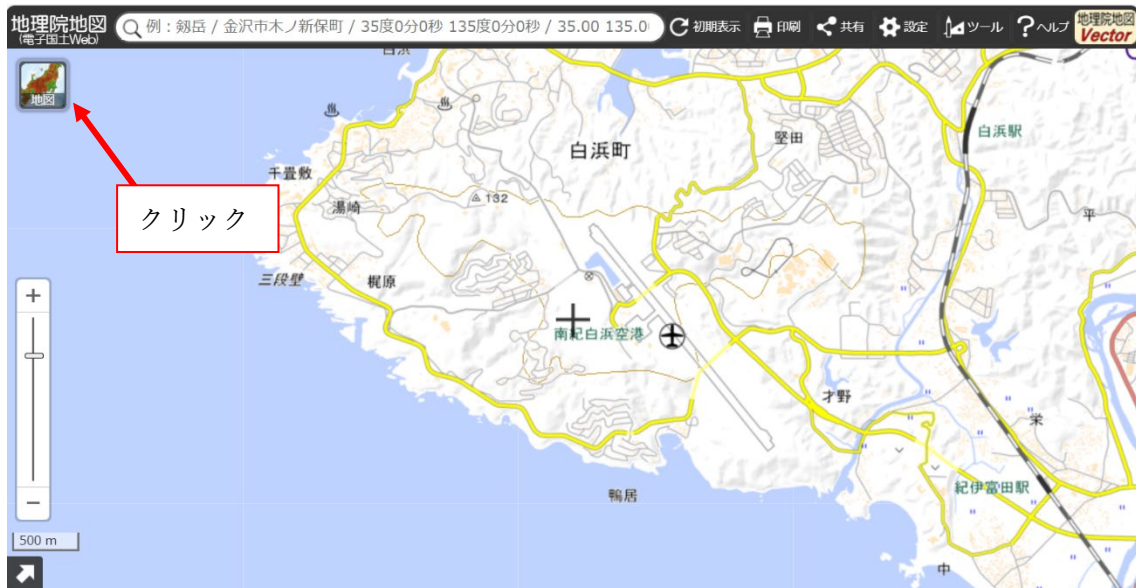 地理院地図
(電子国土Web)
例：剱岳 / 金沢市木ノ新保町 / 35度0分0秒 135度0分0秒 / 35.00 135.0
初期表示
印刷
共有
設定
ツール
ヘルプ
地理院地図
Vector
地図
クリック
白浜
白浜町
堅田
白浜駅
千畳敷
湯崎
132
平
三段壁
梶原
南紀白浜空港
才野
栄
鴨居
紀伊富田駅
中
500 m